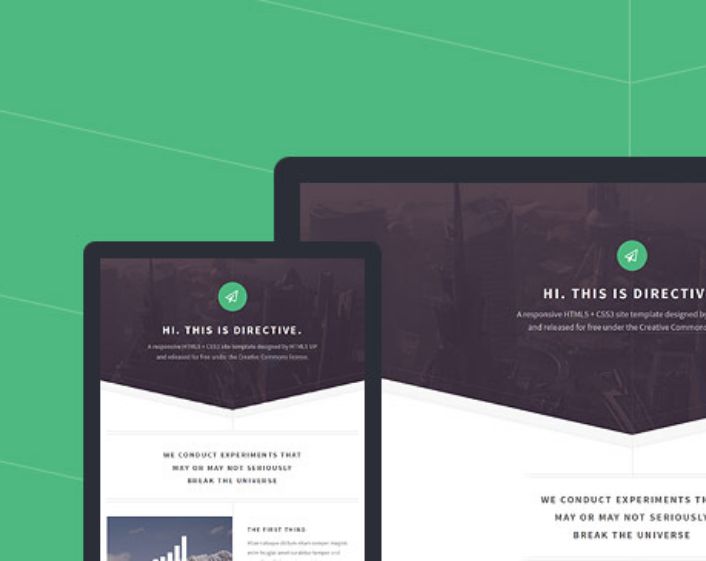 HI. THIS IS DIRECTIVE.
A responsive HTML5 + CSS3 site template designed by HTML5 UP
and released for free under the Creative Commons license.
WE CONDUCT EXPERIMENTS THAT
MAY OR MAY NOT SERIOUSLY
BREAK THE UNIVERSE
THE FIRST THING
HI. THIS IS DIRECTIV
A responsive HTML5 + CSS3 site template designed by
and released for free under the Creative Commons
WE CONDUCT EXPERIMENTS TH
MAY OR MAY NOT SERIOUSLY
BREAK THE UNIVERSE